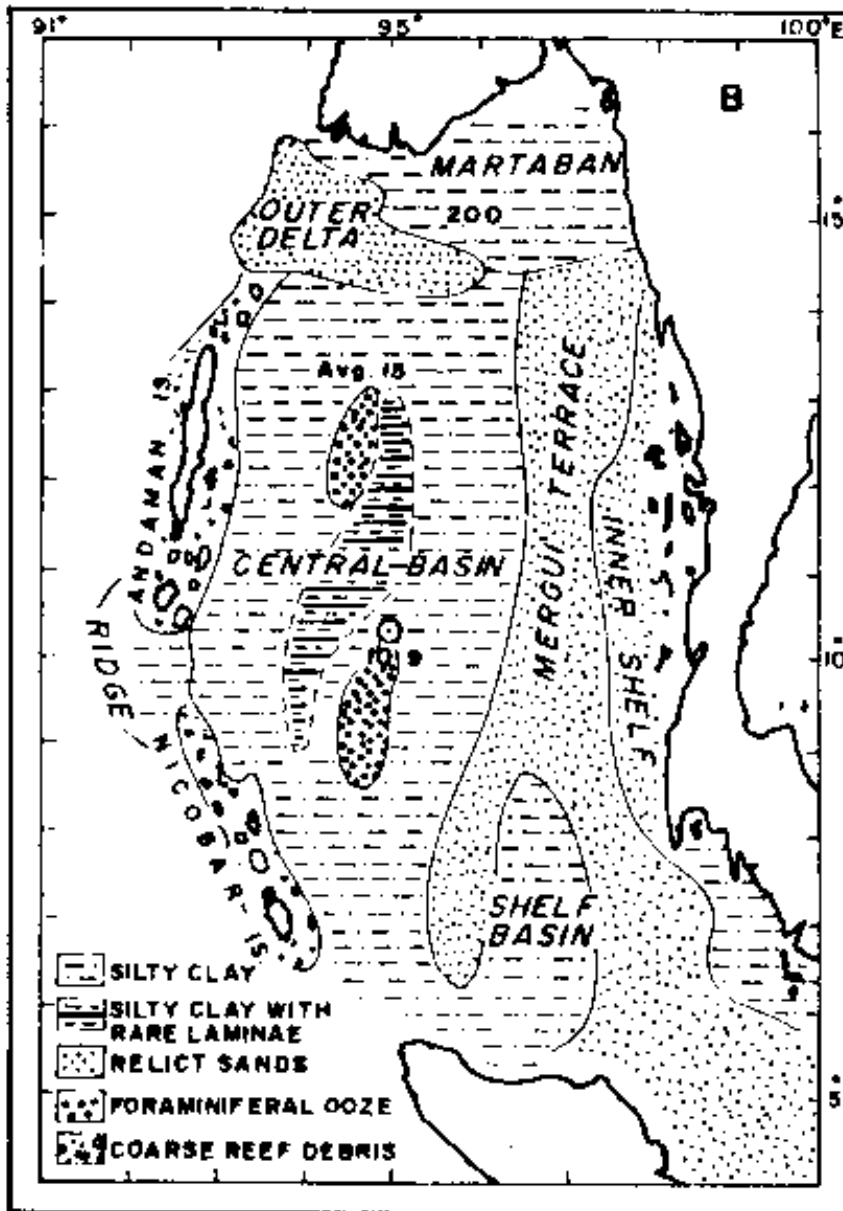 91°
95°
100°E
B
MARTABAN
200
15°
OUTER
DELTA
Avg 15
ANDAMAN IS
MERGUI TERRACE
INNER SHELF
CENTRAL BASIN
RIDGE
9
10°
NICOBAR IS
SHELF
BASIN
SILTY CLAY
SILTY CLAY WITH
RARE LAMINAE
RELICT SANDS
FORAMINIFERAL OOZE
5°
COARSE REEF DEBRIS